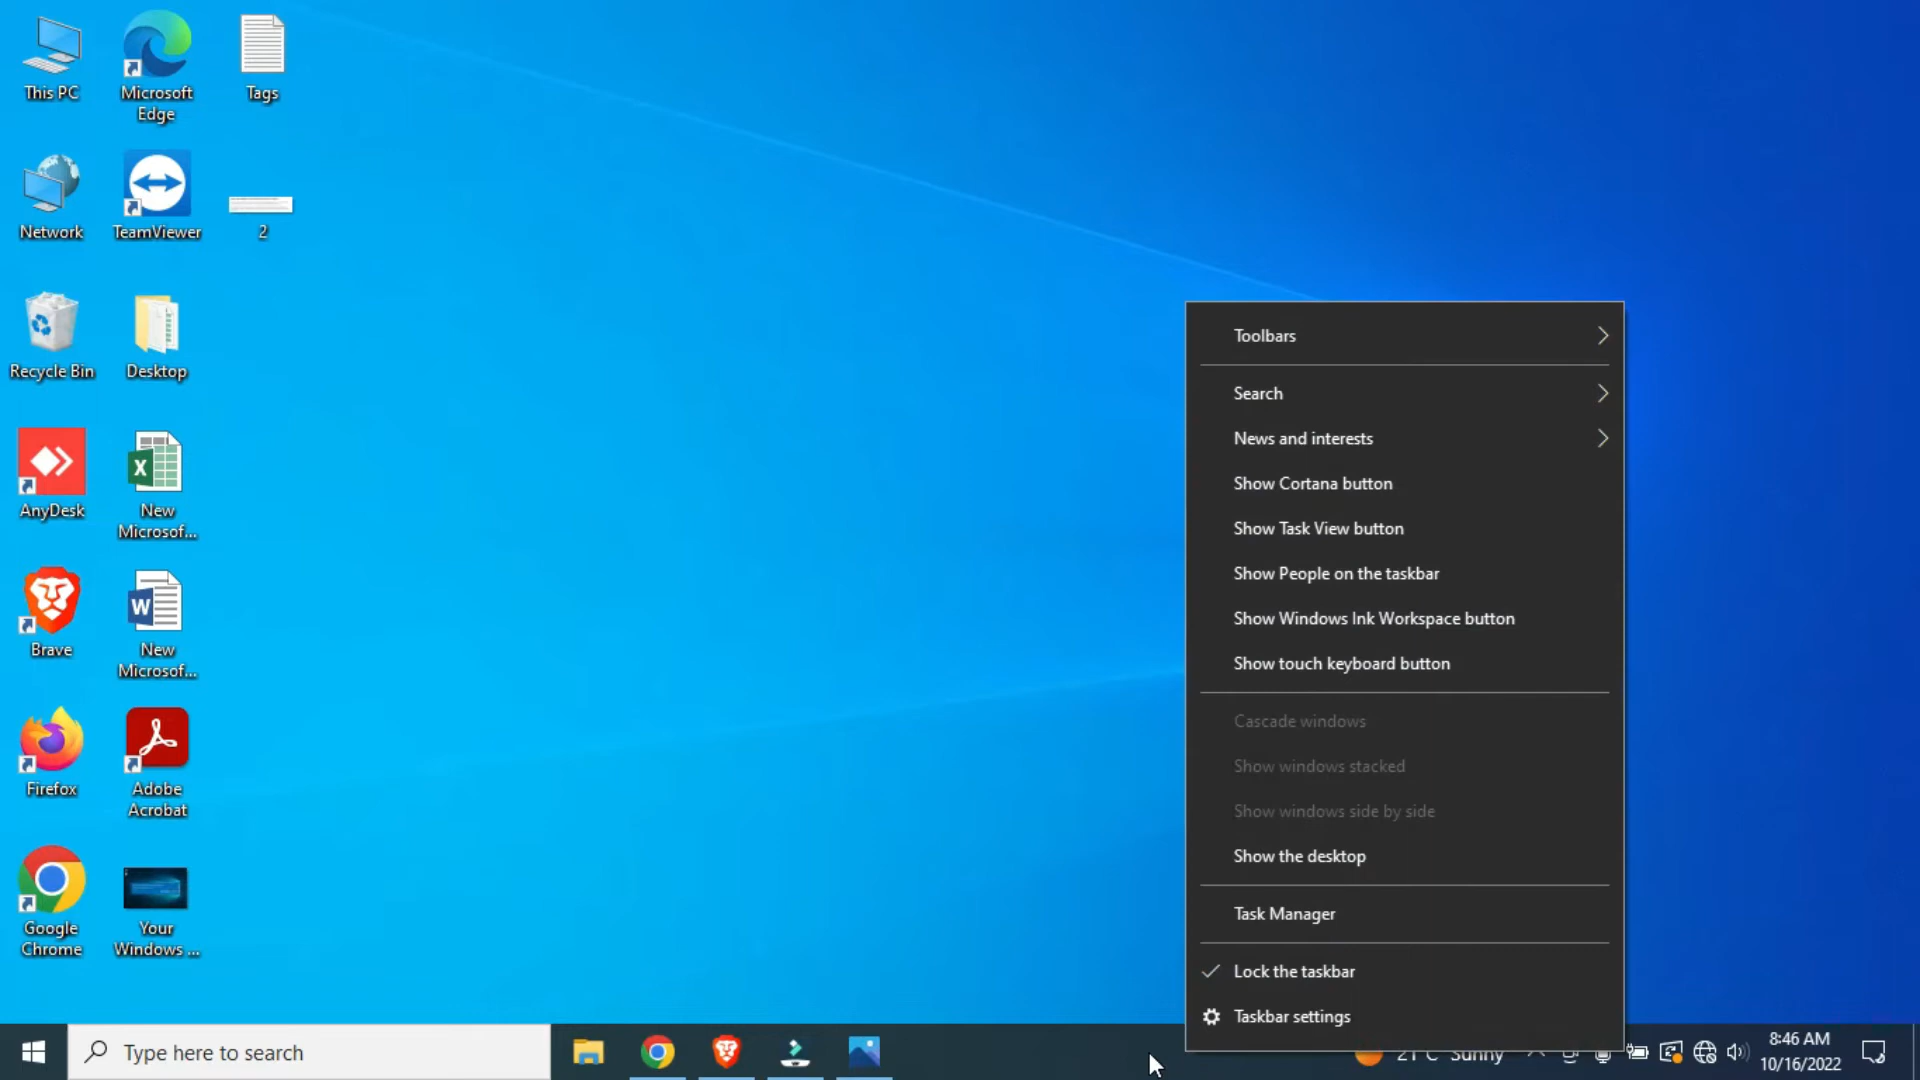 This PC
Microsoft
Edge
Tags
Network
TeamViewer
2
Recycle Bin
Desktop
AnyDesk
New
Microsof...
Brave
New
Microsof...
Firefox
Adobe
Acrobat
Google
Chrome
Your
Windows ...
Toolbars
Search
News and interests
Show Cortana button
Show Task View button
Show People on the taskbar
Show Windows Ink Workspace button
Show touch keyboard button
Cascade windows
Show windows stacked
Show windows side by side
Show the desktop
Task Manager
Lock the taskbar
Taskbar settings
Type here to search
21°C Sunny
8:46 AM
10/16/2022